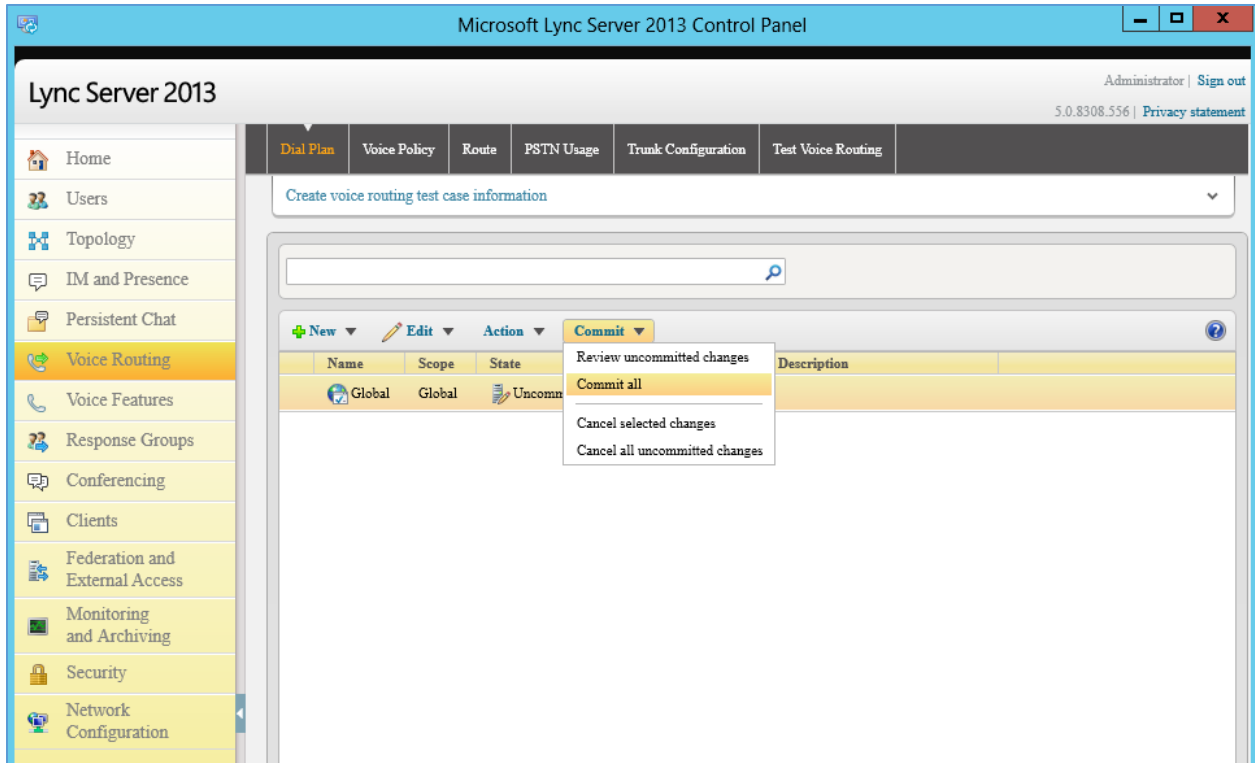 Microsoft Lync Server 2013 Control Panel
Lync Server 2013
Administrator | Sign out
5.0.8308.556 | Privacy statement
Home
Users
Topology
IM and Presence
Persistent Chat
Voice Routing
Voice Features
Response Groups
Conferencing
Clients
Federation and
External Access
Monitoring
and Archiving
Security
Network
Configuration
Dial Plan Voice Policy Route PSTN Usage Trunk Configuration Test Voice Routing
Create voice routing test case information
New Edit Action Commit
Name Scope State Description
Global Global Uncomm
Review uncommitted changes
Commit all
Cancel selected changes
Cancel all uncommitted changes